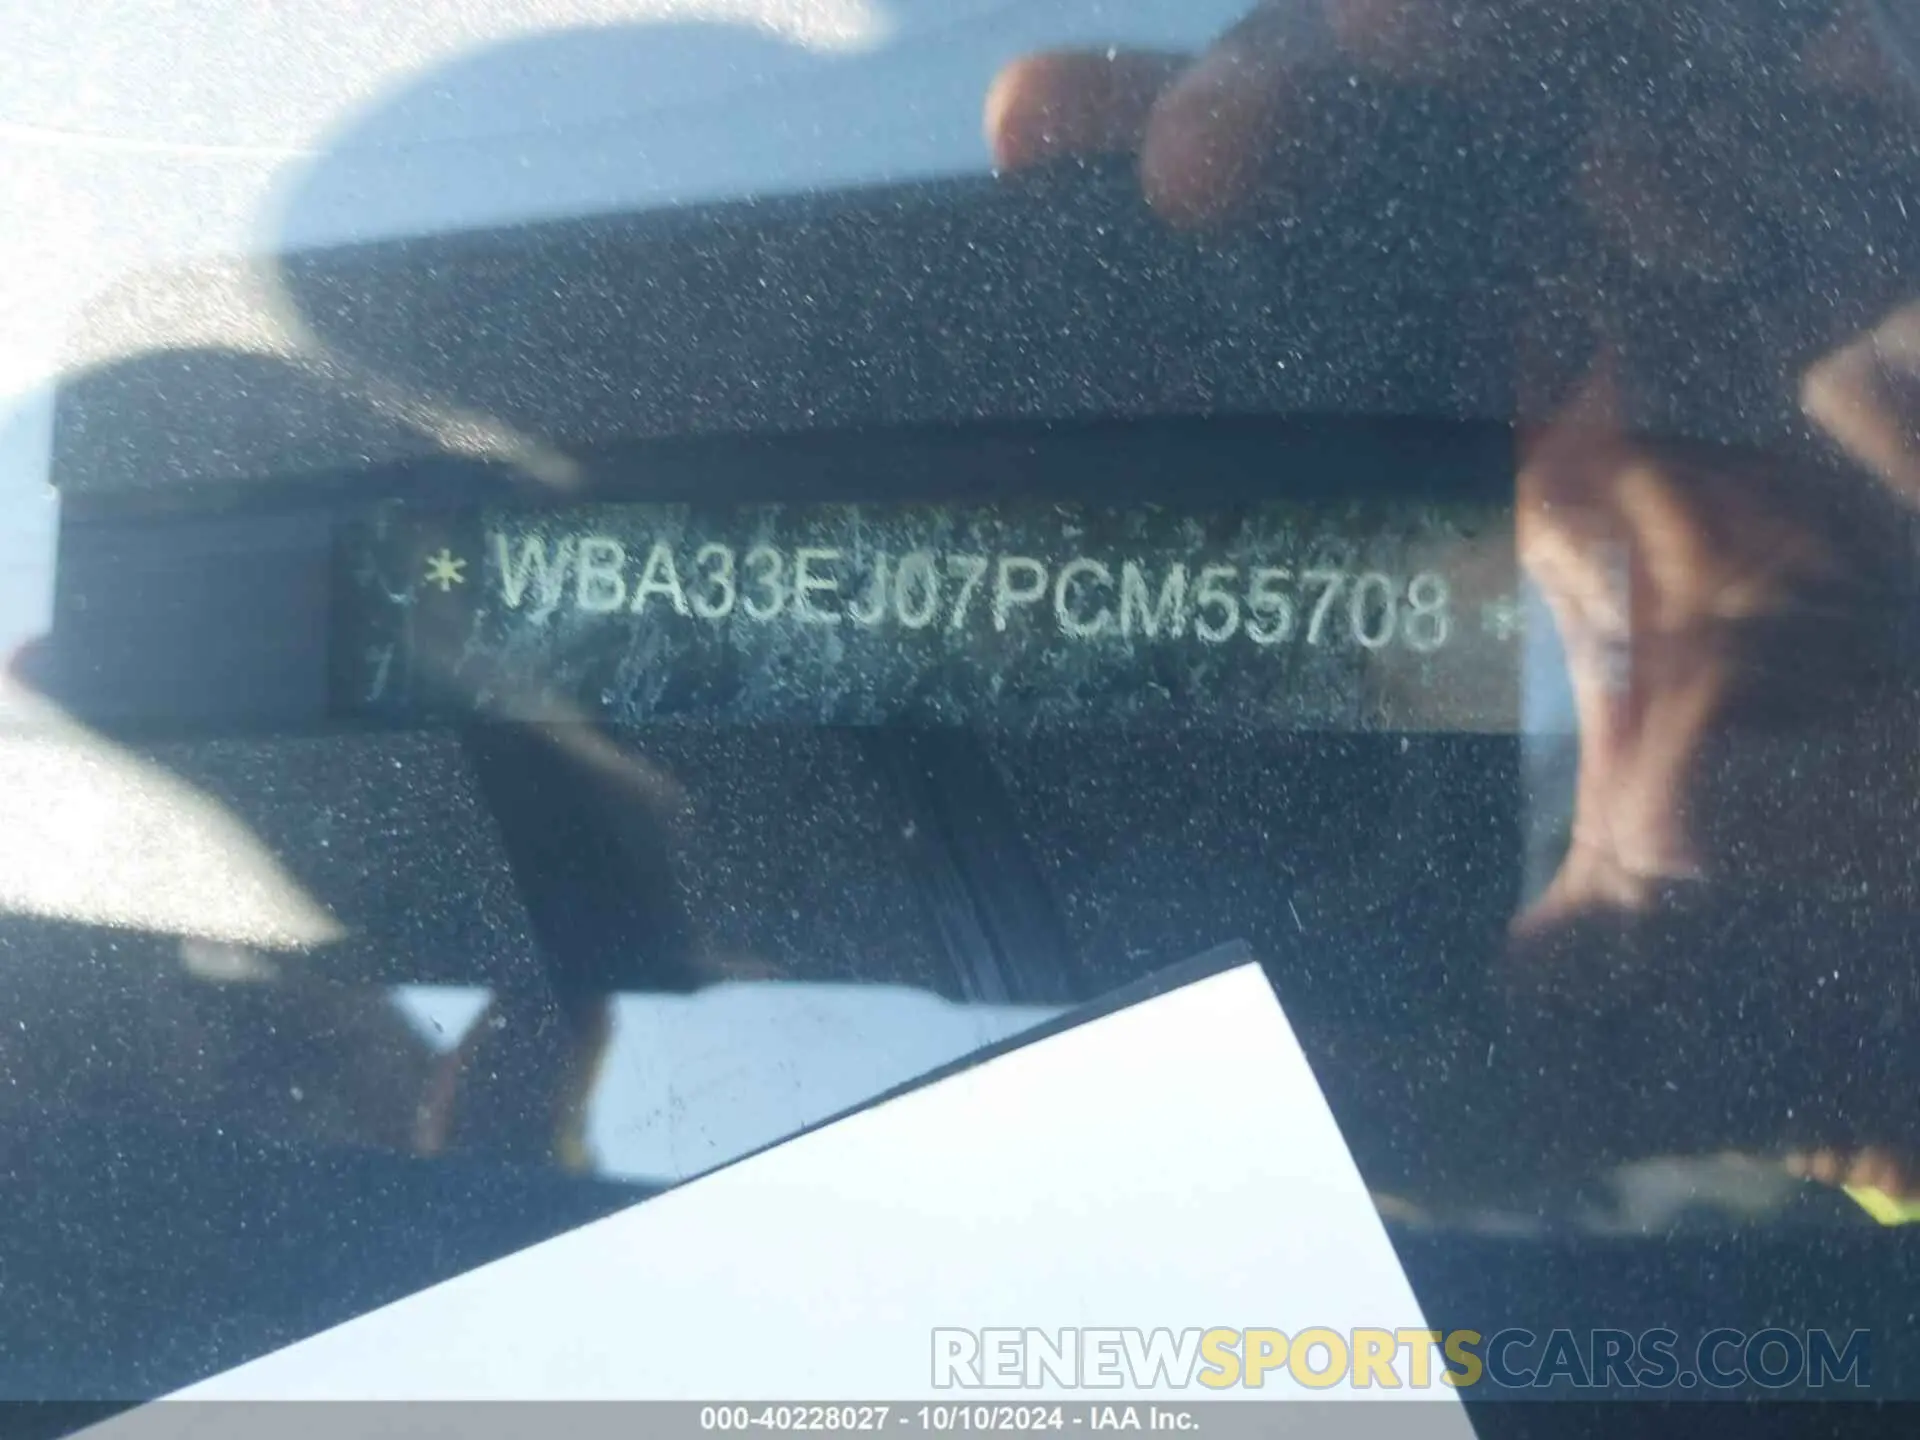 * WBA33EJ07PCM55708 *
RENEWSPORTSCARS.COM
000-40228027 - 10/10/2024 - IAA Inc.